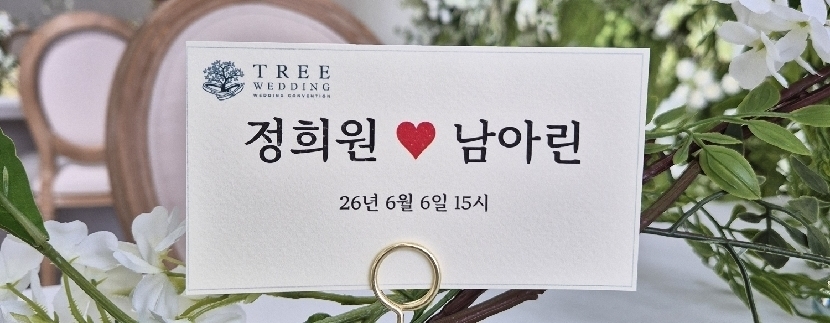 TREE
WEDDING
WEDDING CONVENTION
정희원 ♥ 남아린
26년 6월 6일 15시